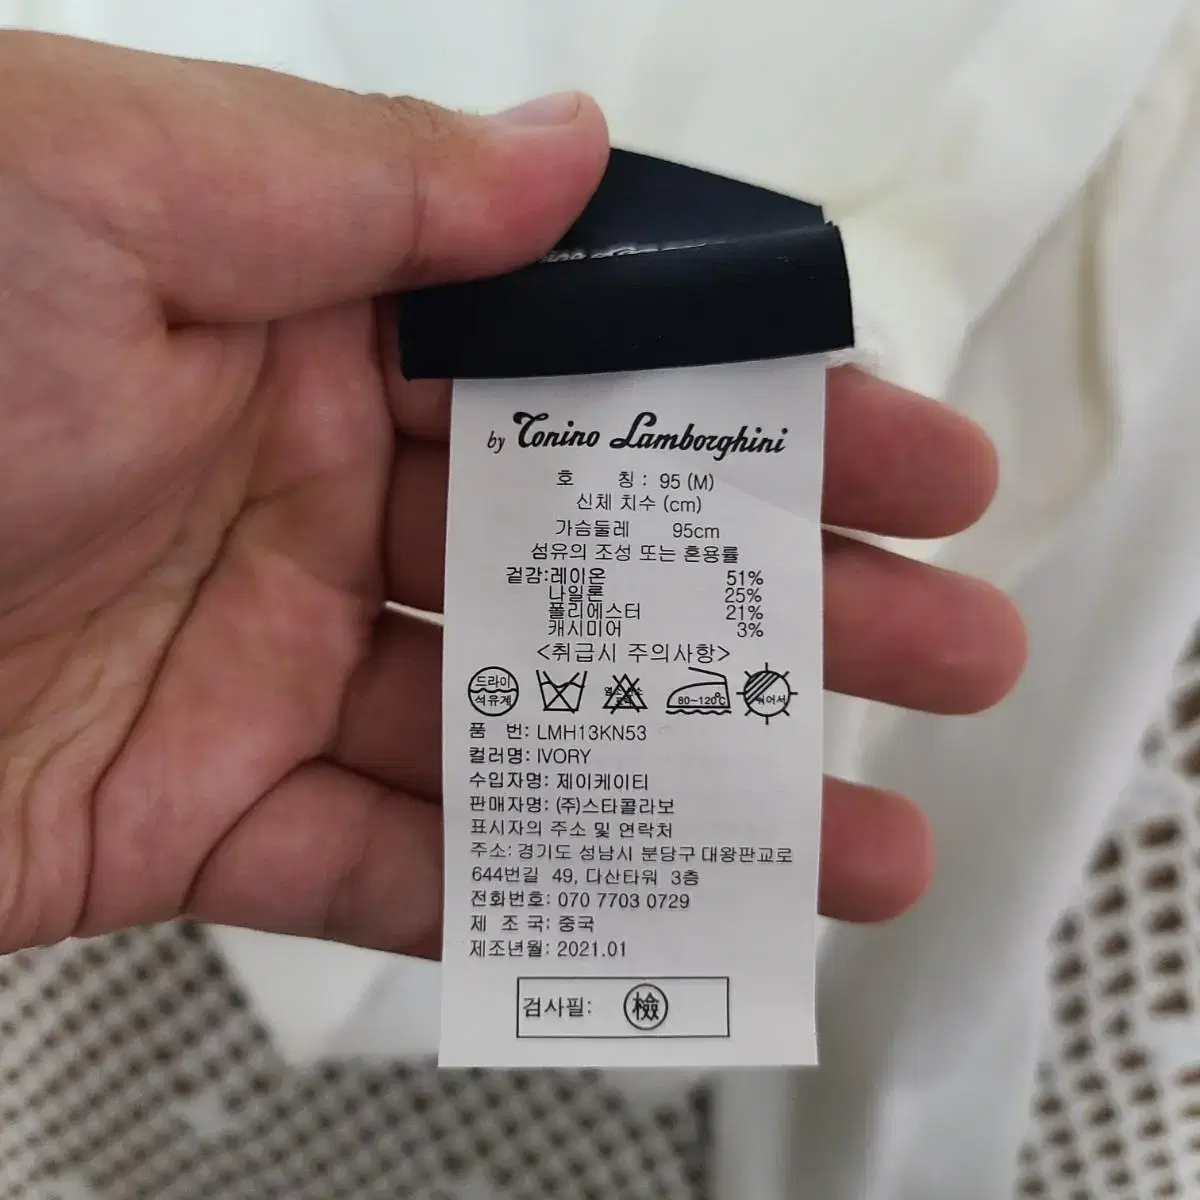 by Tonino Lamborghini
호 칭 : 95 (M)
신체 치수 (cm)
가슴둘레 95cm
섬유의 조성 또는 혼용률
겉감:레이온 51%
나일론 25%
폴리에스터 21%
캐시미어 3%
<취급시 주의사항>
드라이
석유계
80~120℃
뉘어서
품 번: LMH13KN53
컬러명: IVORY
수입자명: 제이케이티
판매자명: (주)스타콜라보
표시자의 주소 및 연락처
주소: 경기도 성남시 분당구 대왕판교로
644번길 49, 다산타워 3층
전화번호: 070 7703 0729
제 조 국: 중국
제조년월: 2021.01
검사필: 檢